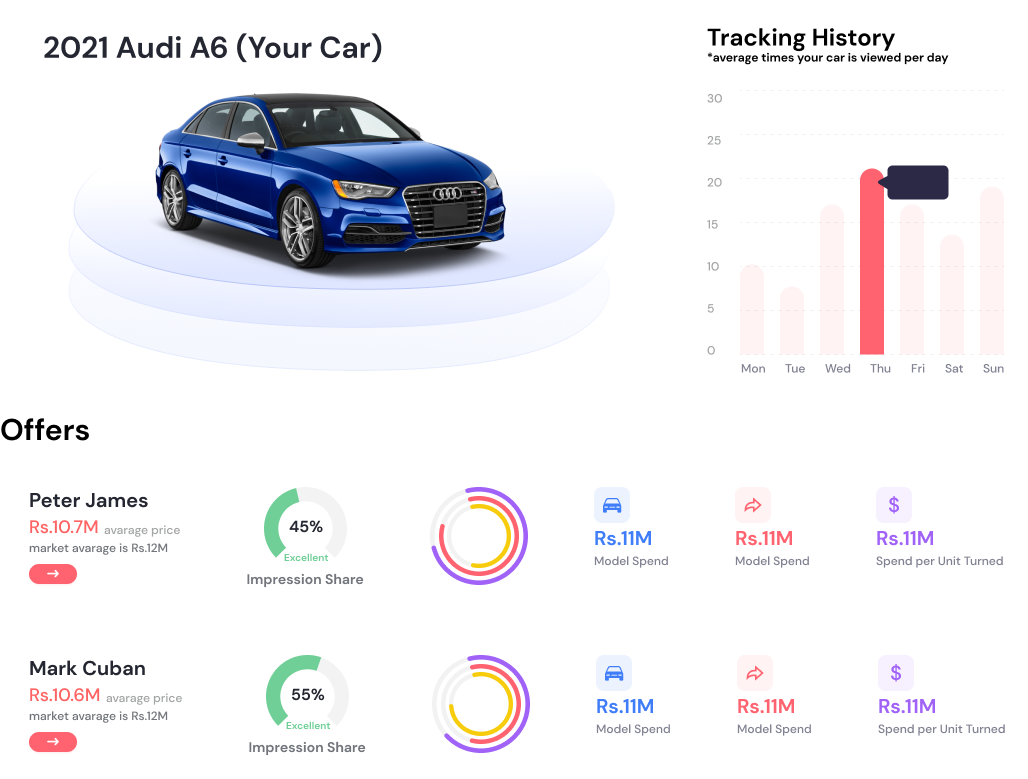 2021 Audi A6 (Your Car)
Tracking History
*average times your car is viewed per day
30
25
20
15
10
5
0
Mon Tue Wed Thu Fri Sat Sun
Offers
Peter James
Rs.10.7M avarage price
market avarage is Rs.12M
45%
Excellent
Impression Share
Rs.11M
Model Spend
Rs.11M
Model Spend
$
Rs.11M
Spend per Unit Turned
Mark Cuban
Rs.10.6M avarage price
market avarage is Rs.12M
55%
Excellent
Impression Share
Rs.11M
Model Spend
Rs.11M
Model Spend
$
Rs.11M
Spend per Unit Turned